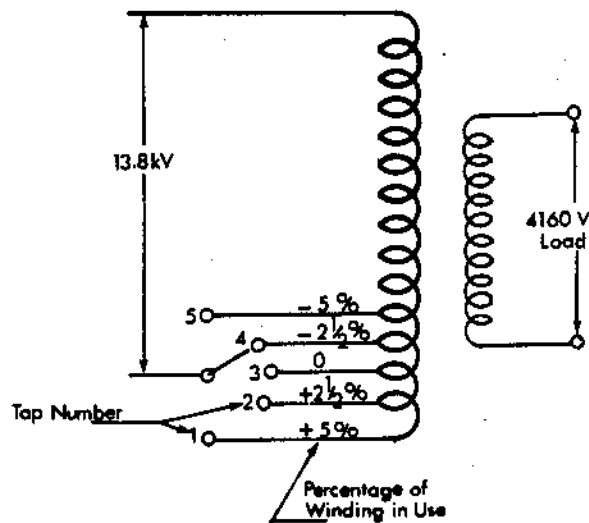 13.8kV
4160 V
Load
5 - 5%
4 - 2½%
3 0
2 +2½%
Tap Number
1 + 5%
Percentage of
Winding in Use